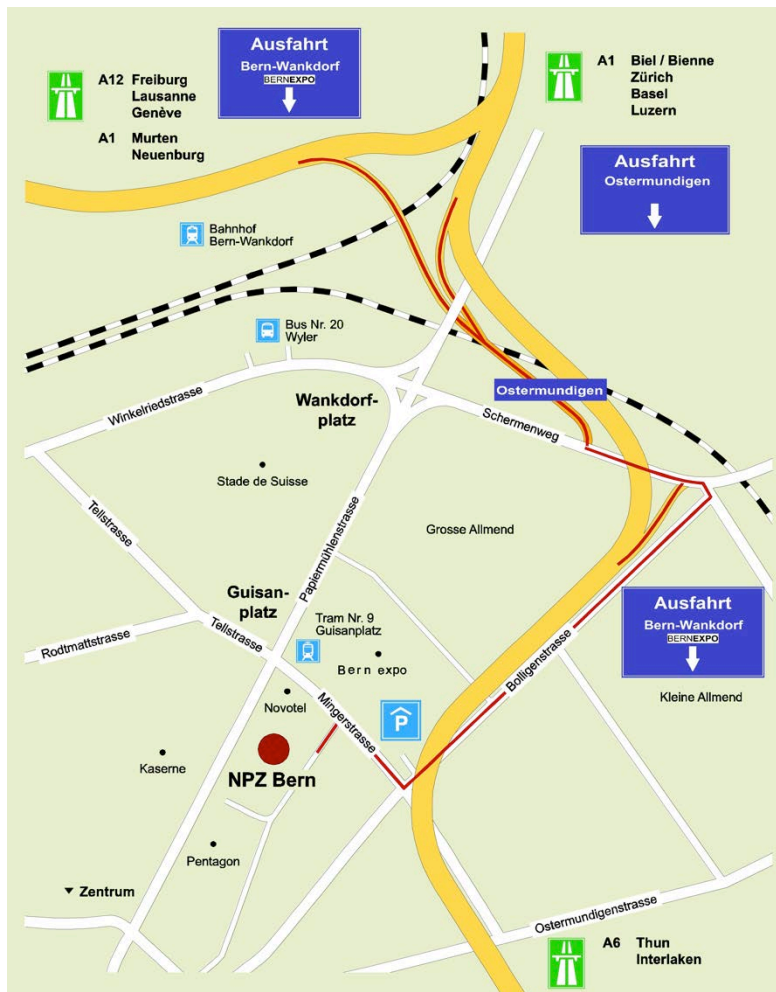 Ausfahrt
Bern-Wankdorf
BERNEXPO
A12 Freiburg
Lausanne
Genève
A1 Murten
Neuenburg
A1 Biel / Bienne
Zürich
Basel
Luzern
Ausfahrt
Ostermundigen
Bahnhof
Bern-Wankdorf
Bus Nr. 20
Wyler
Ostermundigen
Wankdorf-
platz
Winkelriedstrasse
Schermenweg
Stade de Suisse
Tellstrasse
Papiermühlenstrasse
Grosse Allmend
Guisan-
platz
Tellstrasse
Rodtmattstrasse
Tram Nr. 9
Guisanplatz
Bern expo
Ausfahrt
Bern-Wankdorf
BERNEXPO
Bolligenstrasse
Kleine Allmend
Novotel
Mingerstrasse
P
Kaserne
NPZ Bern
Pentagon
Zentrum
Ostermundigenstrasse
A6 Thun
Interlaken